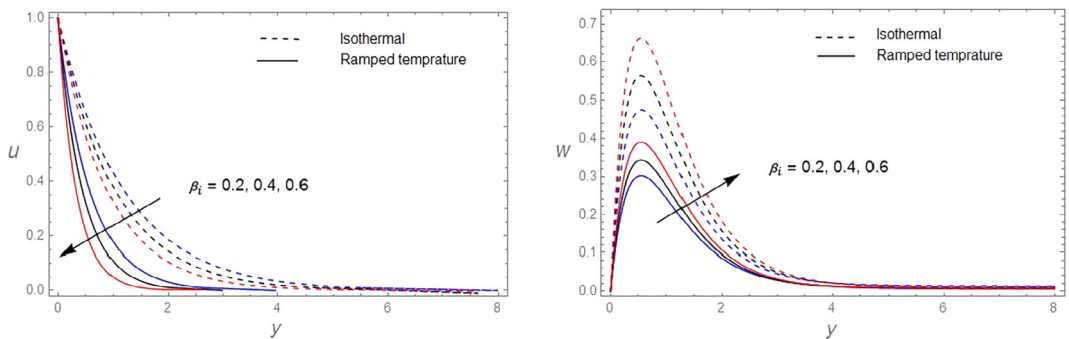 1.0
0.8
0.6
0.4
0.2
0.0
u
0
2
4
6
8
y
Isothermal
Ramped temprature
βᵢ = 0.2, 0.4, 0.6
0.7
0.6
0.5
0.4
0.3
0.2
0.1
0.0
w
0
2
4
6
8
y
Isothermal
Ramped temprature
βᵢ = 0.2, 0.4, 0.6